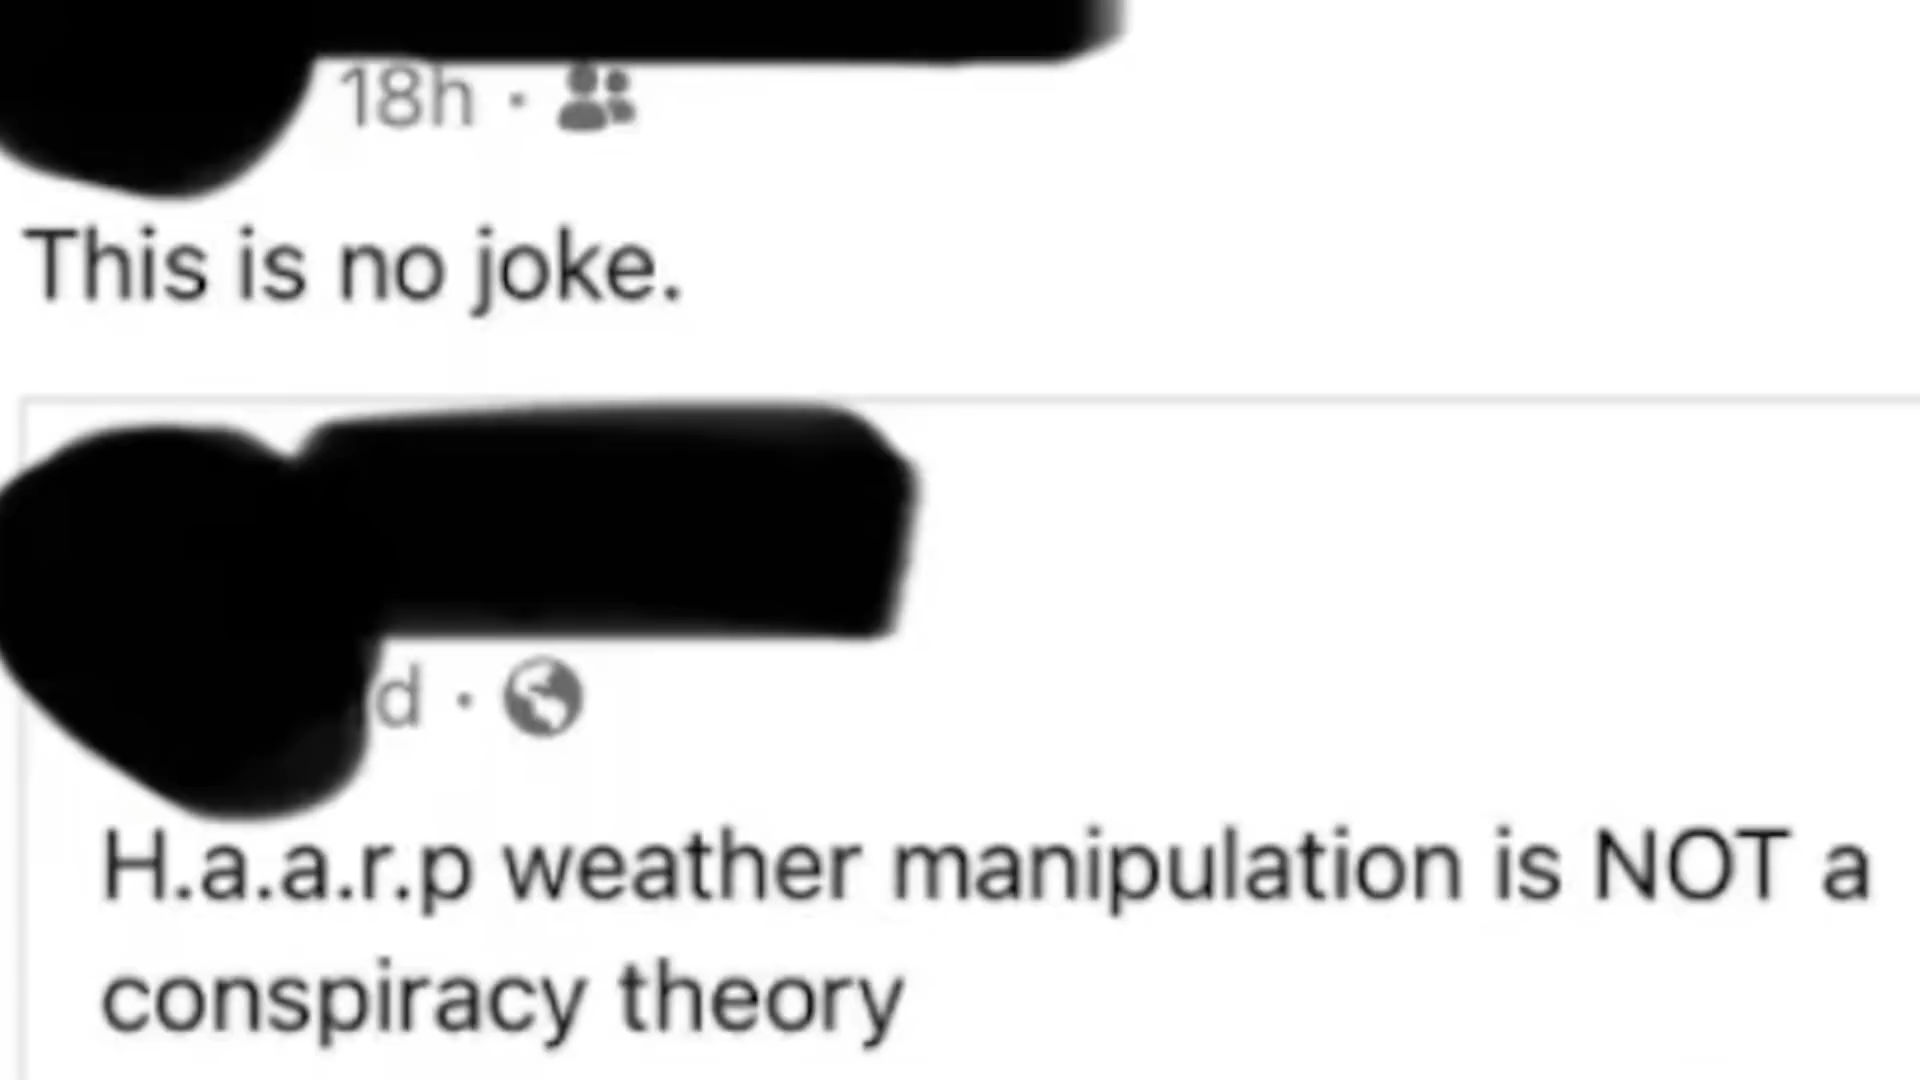 18h ·
This is no joke.
d ·
H.a.a.r.p weather manipulation is NOT a
conspiracy theory